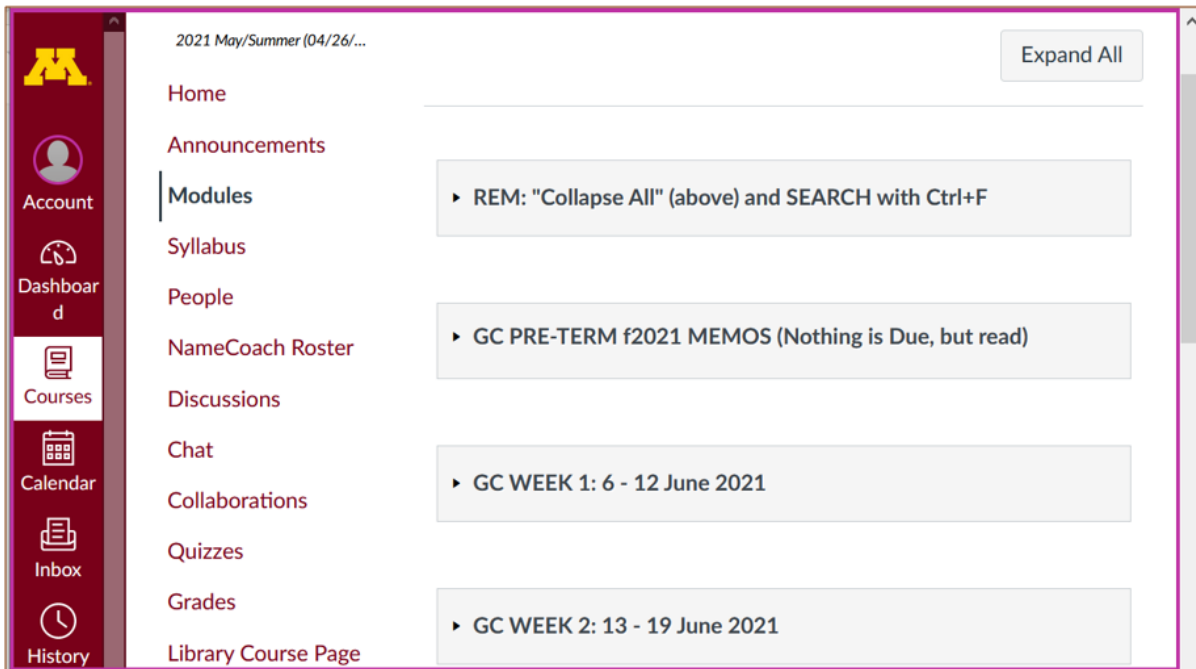 M
Account
Dashboar
d
Courses
Calendar
Inbox
History
2021 May/Summer (04/26/...
Home
Announcements
Modules
Syllabus
People
NameCoach Roster
Discussions
Chat
Collaborations
Quizzes
Grades
Library Course Page
Expand All
REM: "Collapse All" (above) and SEARCH with Ctrl+F
GC PRE-TERM f2021 MEMOS (Nothing is Due, but read)
GC WEEK 1: 6 - 12 June 2021
GC WEEK 2: 13 - 19 June 2021